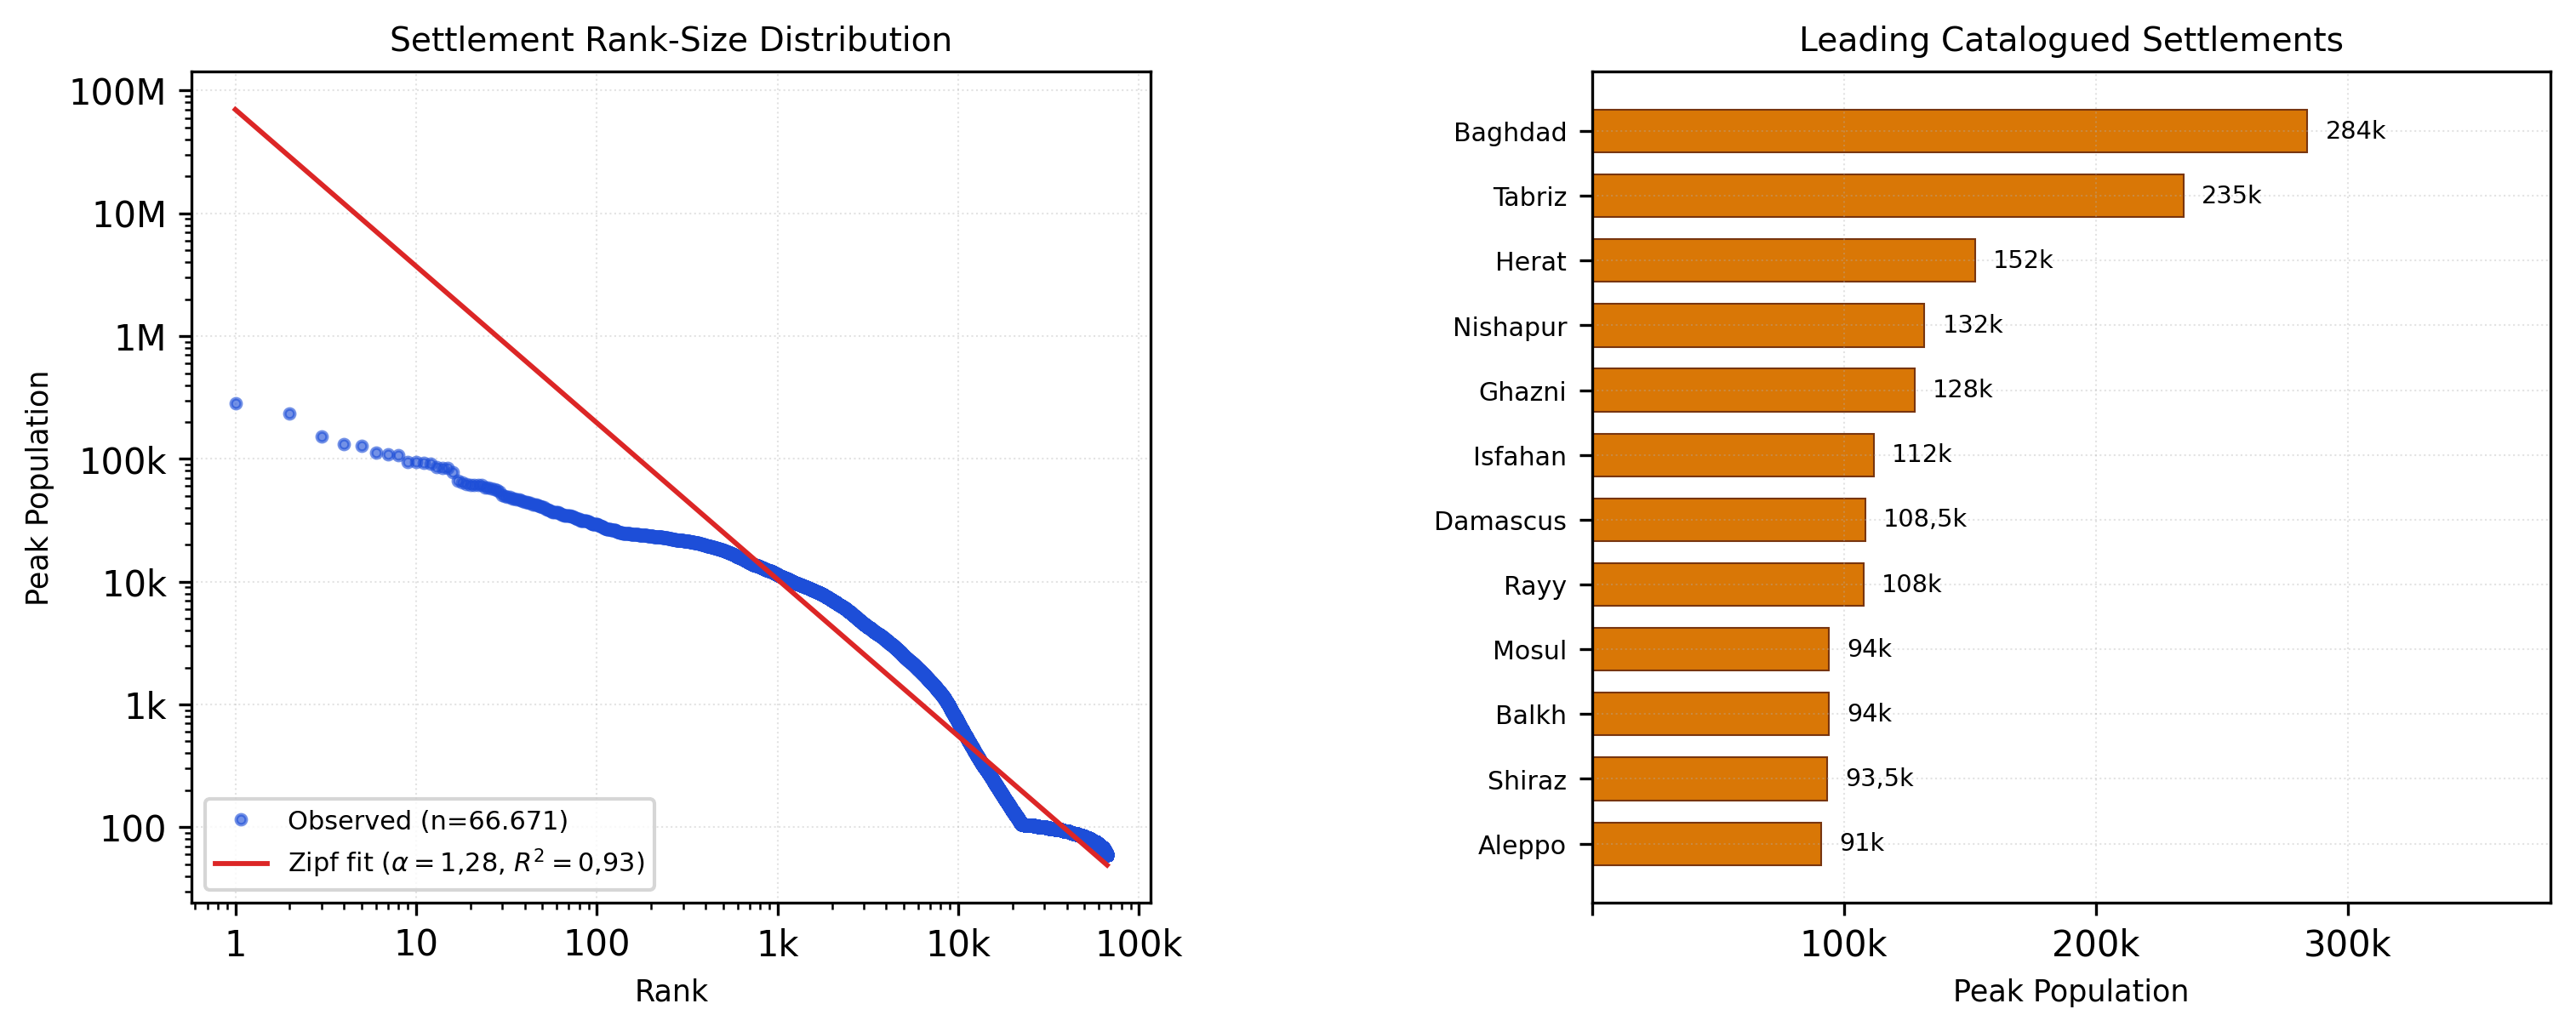 Settlement Rank-Size Distribution
100M
10M
1M
100k
10k
1k
100
Peak Population
Observed (n=66.671)
Zipf fit (α = 1,28, R² = 0,93)
1
10
100
1k
10k
100k
Rank
Leading Catalogued Settlements
Baghdad 284k
Tabriz 235k
Herat 152k
Nishapur 132k
Ghazni 128k
Isfahan 112k
Damascus 108,5k
Rayy 108k
Mosul 94k
Balkh 94k
Shiraz 93,5k
Aleppo 91k
100k
200k
300k
Peak Population